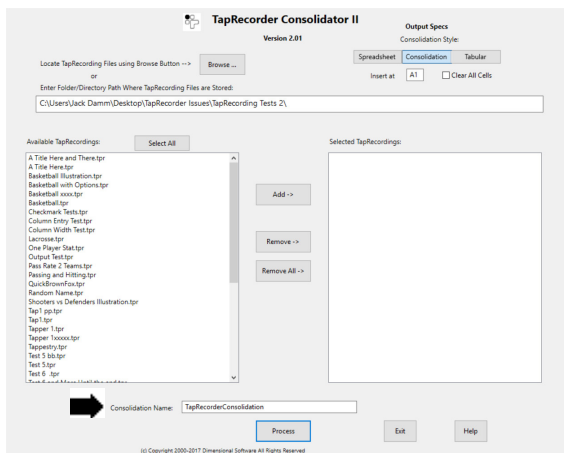 TapRecorder Consolidator II
Version 2.01
Output Specs
Consolidation Style:
Spreadsheet Consolidation Tabular
Insert at A1 Clear All Cells
Locate TapRecording Files using Browse Button --> Browse ...
or
Enter Folder/Directory Path Where TapRecording Files are Stored:
C:\Users\Jack Damm\Desktop\TapRecorder Issues\TapRecording Tests 2\
Available TapRecordings: Select All
Selected TapRecordings:
A Title Here and There.tpr
A Title Here.tpr
Basketball Illustration.tpr
Basketball with Options.tpr
Basketball xxxx.tpr
Basketball.tpr
Checkmark Tests.tpr
Column Entry Test.tpr
Column Width Test.tpr
Lacrosse.tpr
One Player Stat.tpr
Output Test.tpr
Pass Rate 2 Teams.tpr
Passing and Hitting.tpr
QuickBrownFox.tpr
Random Name.tpr
Shooters vs Defenders Illustration.tpr
Tap1 pp.tpr
Tap1.tpr
Tapper 1.tpr
Tapper 1xxxxx.tpr
Tappestry.tpr
Test 5 bb.tpr
Test 5.tpr
Test 6 .tpr
Add ->
Remove ->
Remove All ->
Consolidation Name: TapRecorderConsolidation
Process
Exit
Help
(c) Copyright 2000-2017 Dimensional Software All Rights Reserved